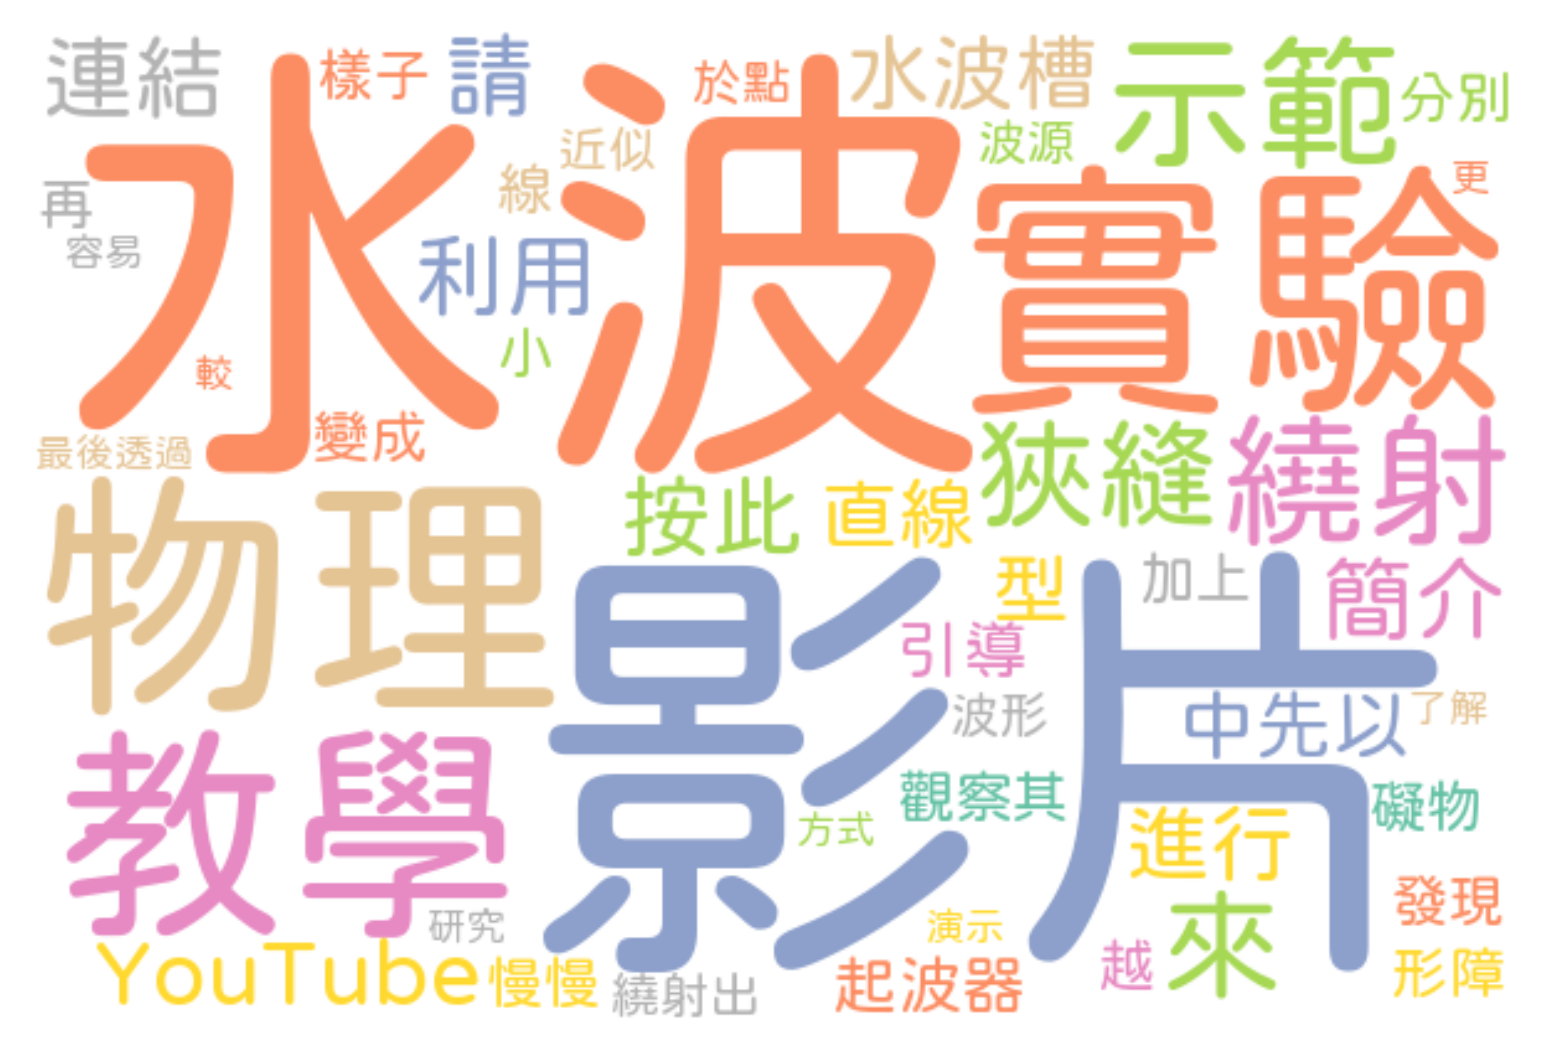 連結
樣子
請
於點
水波槽
示範
分別
近似
波源
線
更
再
容易
水波
實驗
利用
小
較
變成
最後透過
狹縫
繞射
物理
按此
直線
影片
型
加上
簡介
引導
波形
中先以
了解
教學
觀察其
礙物
方式
進行
研究
演示
來
發現
YouTube
慢慢
繞射出
起波器
越
形障